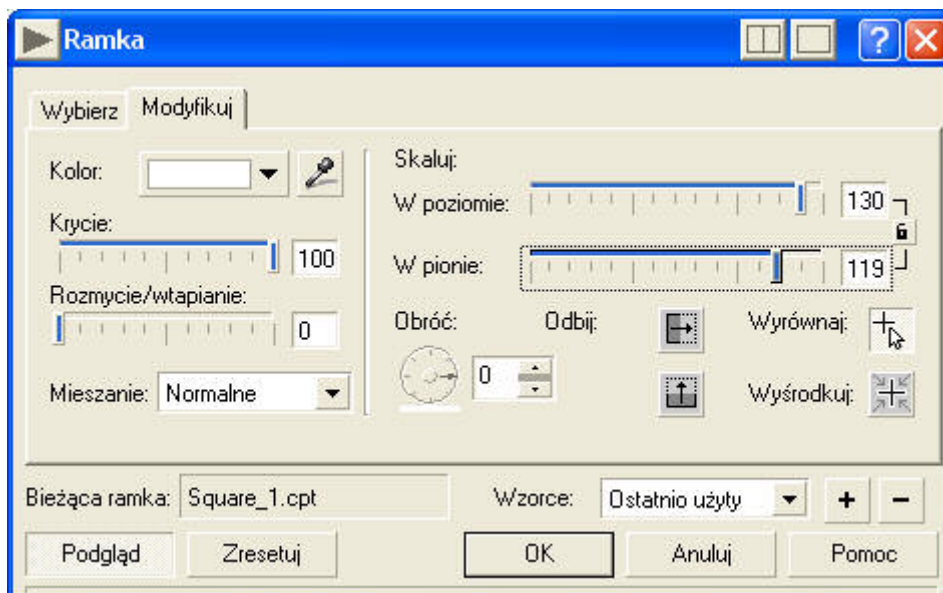 Ramka
Wybierz Modyfikuj
Kolor:
Krycie:
100
Rozmycie/wtapianie:
0
Mieszanie: Normalne
Skaluj:
W poziomie: 130
W pionie: 119
Obróć: Odbij: Wyrównaj:
0
Wyśrodkuj:
Bieżąca ramka: Square_1.cpt Wzorce: Ostatnio użyty + -
Podgląd Zresetuj OK Anuluj Pomoc